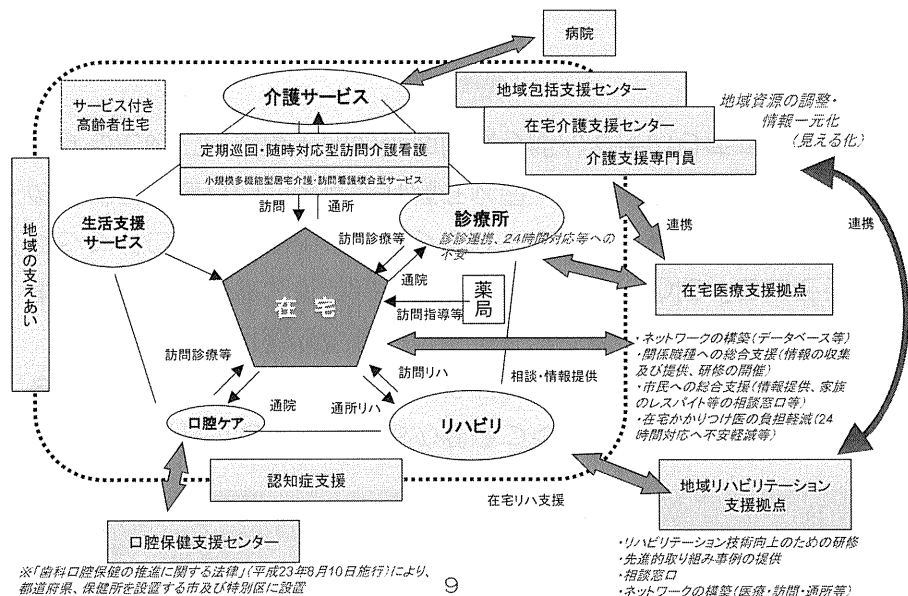 病院
介護サービス
サービス付き
高齢者住宅
地域包括支援センター
在宅介護支援センター
介護支援専門員
地域資源の調整・
情報一元化
(見える化)
定期巡回・随時対応型訪問介護看護
小規模多機能型居宅介護・訪問看護複合型サービス
訪問
通所
地域の支えあい
生活支援
サービス
診療所
診診連携、24時間対応等への
不安
訪問診療等
通院
連携
連携
在宅
薬局
訪問指導等
在宅医療支援拠点
・ネットワークの構築(データベース等)
・関係職種への総合支援(情報の収集
及び提供、研修の開催)
・市民への総合支援(情報提供、家族
のレスパイト等の相談窓口等)
・在宅かかりつけ医の負担軽減(24
時間対応へ不安軽減等)
相談・情報提供
訪問診療等
通院
訪問リハ
通所リハ
口腔ケア
リハビリ
認知症支援
在宅リハ支援
地域リハビリテーション
支援拠点
・リハビリテーション技術向上のための研修
・先進的取り組み事例の提供
・相談窓口
・ネットワークの構築(医療・訪問・通所等)
口腔保健支援センター
※「歯科口腔保健の推進に関する法律」(平成23年8月10日施行)により、
都道府県、保健所を設置する市及び特別区に設置
9